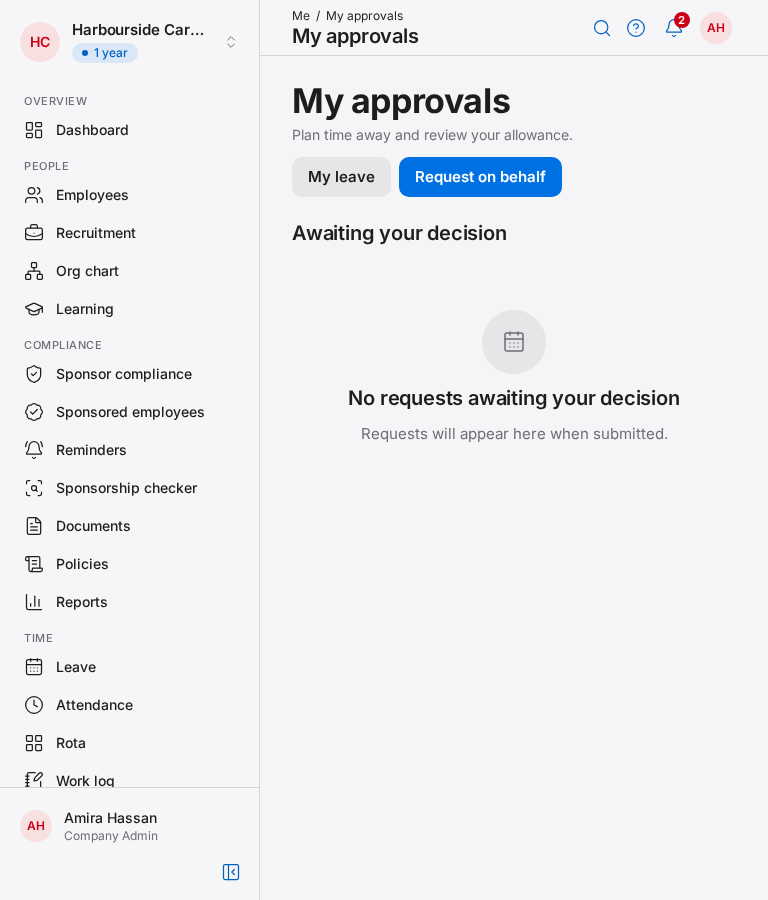 HC
Harbourside Car...
1 year
OVERVIEW
Dashboard
PEOPLE
Employees
Recruitment
Org chart
Learning
COMPLIANCE
Sponsor compliance
Sponsored employees
Reminders
Sponsorship checker
Documents
Policies
Reports
TIME
Leave
Attendance
Rota
Work log
AH
Amira Hassan
Company Admin
Me / My approvals
My approvals
2
AH
My approvals
Plan time away and review your allowance.
My leave
Request on behalf
Awaiting your decision
No requests awaiting your decision
Requests will appear here when submitted.